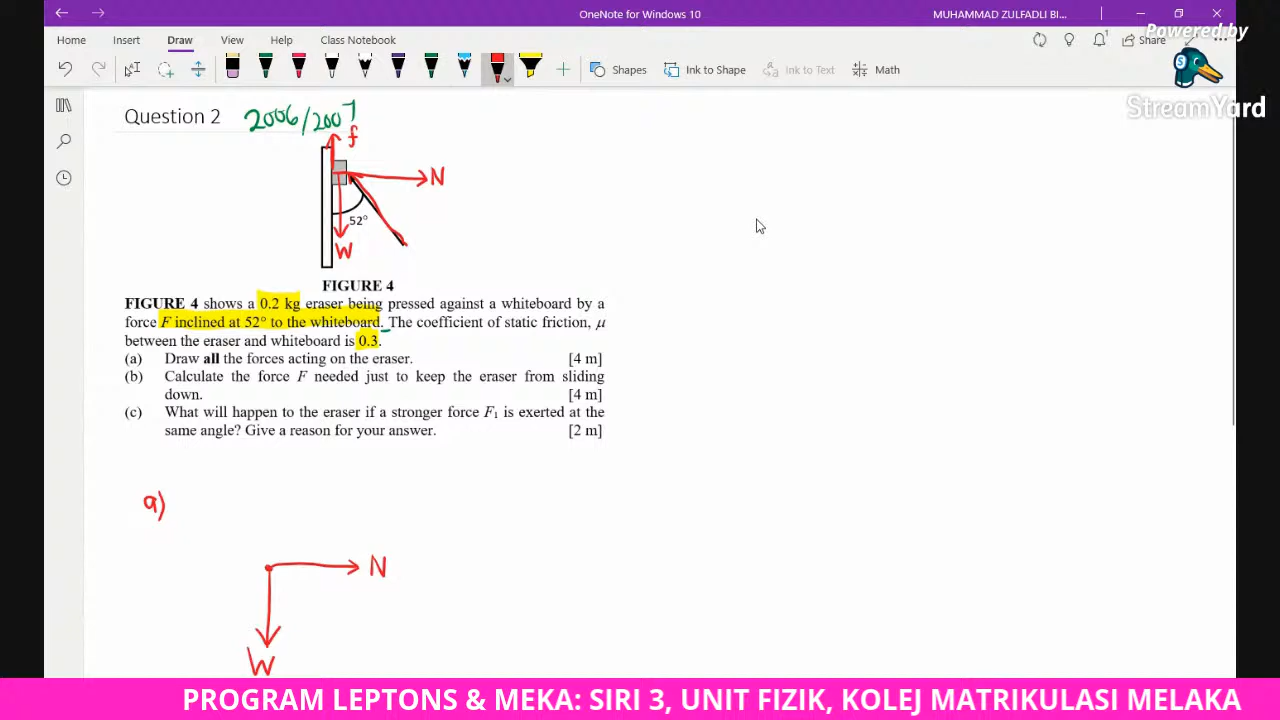 OneNote for Windows 10
MUHAMMAD ZULFADLI BI...
Powered by
StreamYard
Home Insert Draw View Help Class Notebook
Share
Shapes Ink to Shape Ink to Text Math
Question 2 2006/2007
f
N
52°
W
FIGURE 4
FIGURE 4 shows a 0.2 kg eraser being pressed against a whiteboard by a
force F inclined at 52° to the whiteboard. The coefficient of static friction, μ
between the eraser and whiteboard is 0.3.
(a) Draw all the forces acting on the eraser. [4 m]
(b) Calculate the force F needed just to keep the eraser from sliding
down. [4 m]
(c) What will happen to the eraser if a stronger force F₁ is exerted at the
same angle? Give a reason for your answer. [2 m]
a)
N
W
PROGRAM LEPTONS & MEKA: SIRI 3, UNIT FIZIK, KOLEJ MATRIKULASI MELAKA